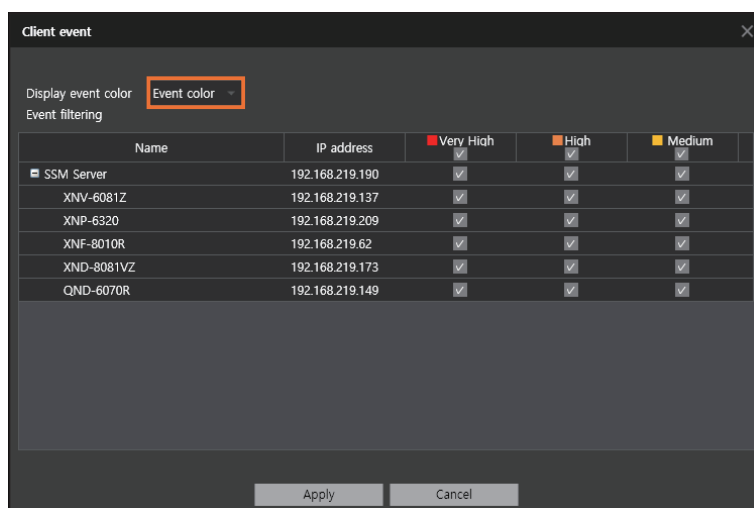 Client event
Display event color Event color
Event filtering
Name IP address Very High High Medium
SSM Server 192.168.219.190
XNV-6081Z 192.168.219.137
XNP-6320 192.168.219.209
XNF-8010R 192.168.219.62
XND-8081VZ 192.168.219.173
QND-6070R 192.168.219.149
Apply Cancel